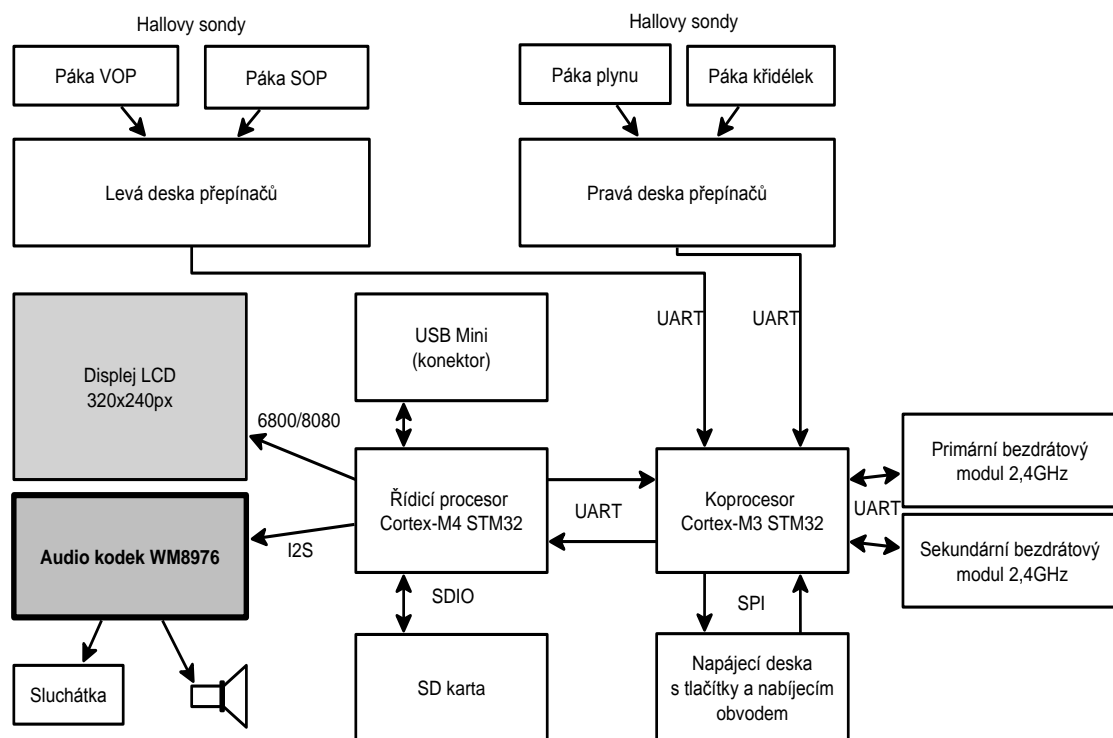 Hallovy sondy
Hallovy sondy
Páka VOP
Páka SOP
Páka plynu
Páka křidélek
Levá deska přepínačů
Pravá deska přepínačů
UART
UART
USB Mini
(konektor)
Displej LCD
320x240px
6800/8080
Řídicí procesor
Cortex-M4 STM32
UART
Koprocesor
Cortex-M3 STM32
Primární bezdrátový
modul 2,4GHz
UART
Sekundární bezdrátový
modul 2,4GHz
Audio kodek WM8976
I2S
SDIO
SPI
Sluchátka
SD karta
Napájecí deska
s tlačítky a nabíjecím
obvodem